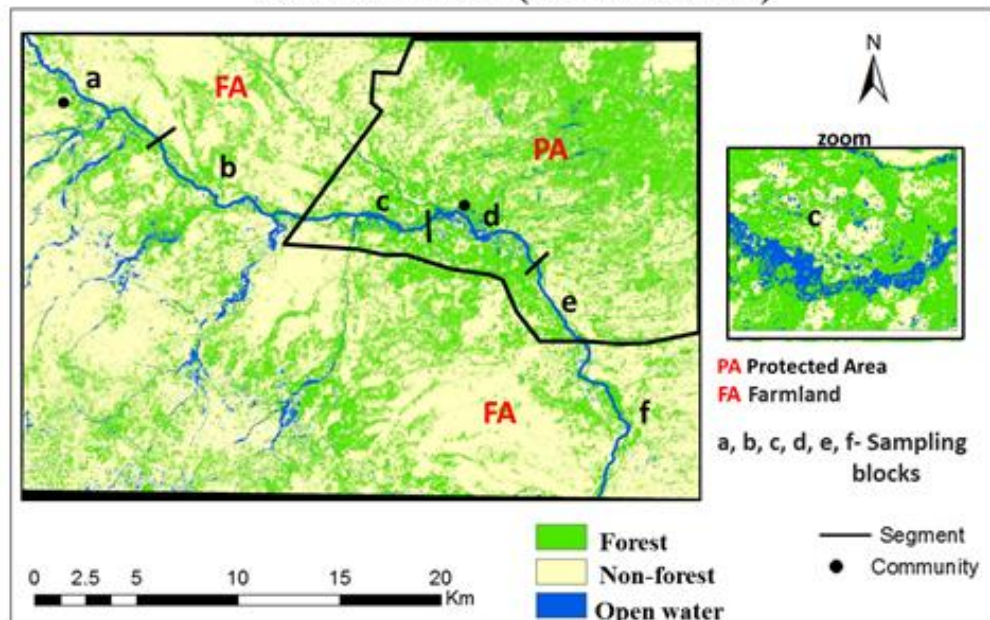 a
FA
b
PA
c
d
e
FA
f
N
zoom
c
PA Protected Area
FA Farmland
a, b, c, d, e, f- Sampling
blocks
Forest
Non-forest
Open water
Segment
Community
0 2.5 5 10 15 20
Km